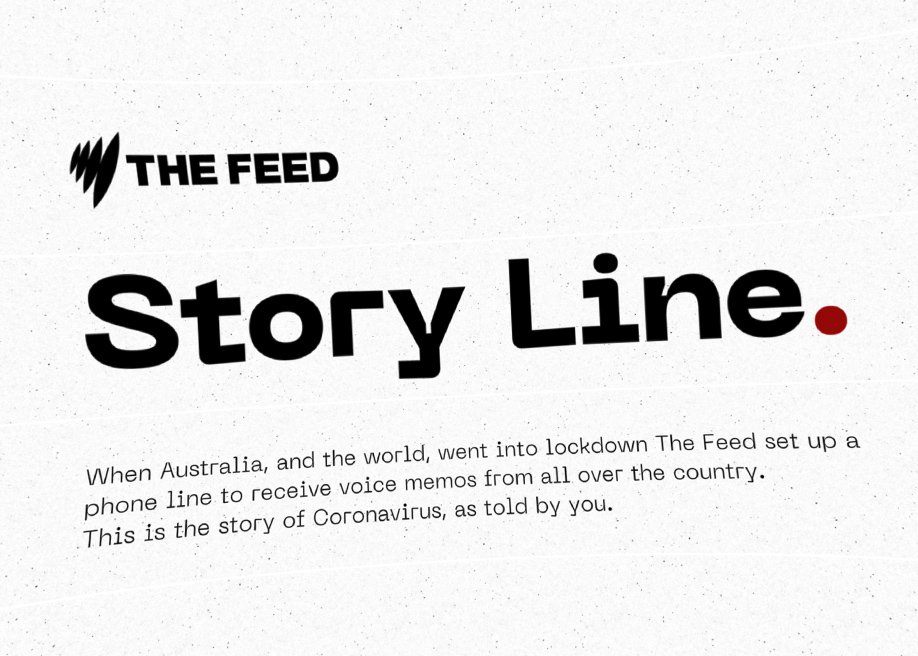 THE FEED
Story Line.
When Australia, and the world, went into lockdown The Feed set up a
phone line to receive voice memos from all over the country.
This is the story of Coronavirus, as told by you.